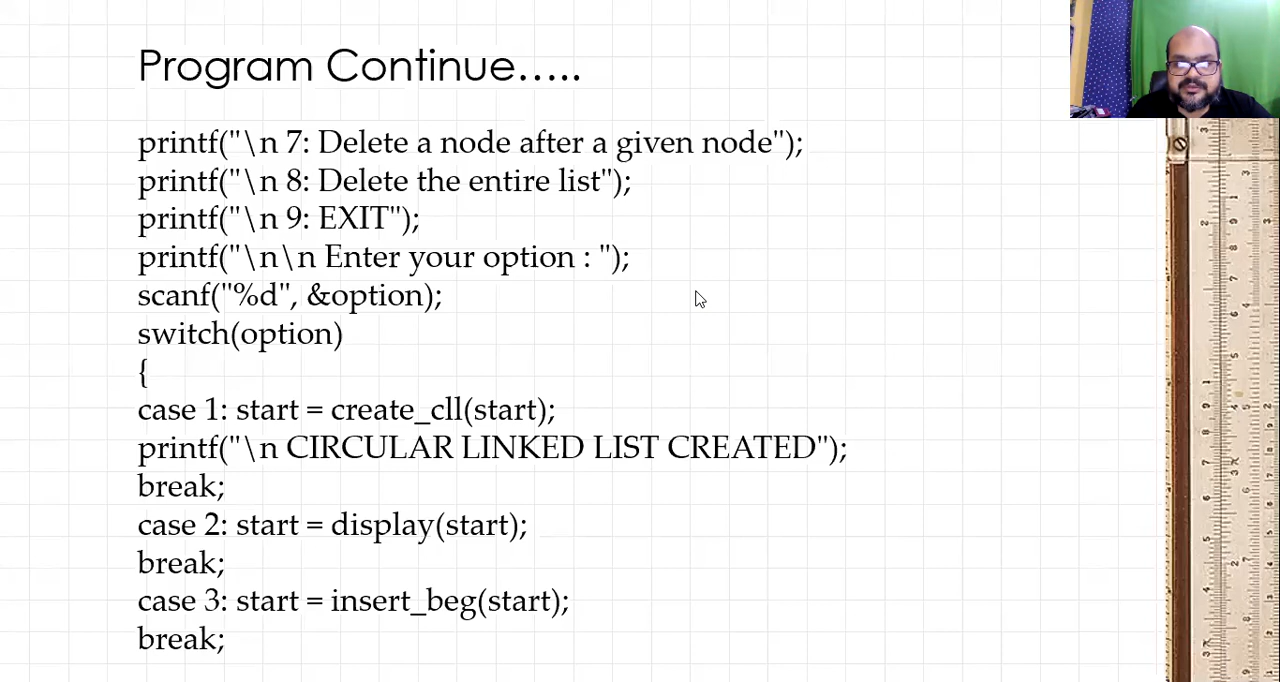 Program Continue.....
printf("\n 7: Delete a node after a given node");
printf("\n 8: Delete the entire list");
printf("\n 9: EXIT");
printf("\n\n Enter your option : ");
scanf("%d", &option);
switch(option)
{
case 1: start = create_cll(start);
printf("\n CIRCULAR LINKED LIST CREATED");
break;
case 2: start = display(start);
break;
case 3: start = insert_beg(start);
break;